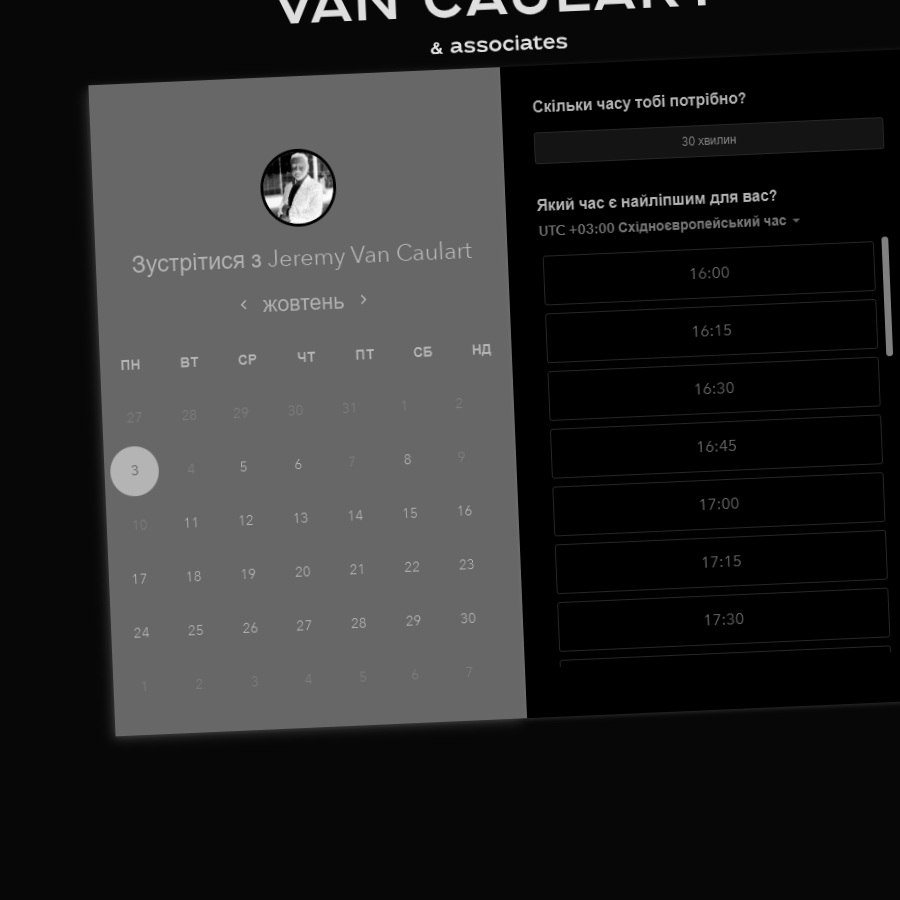 VAN CAULART
& associates
Зустрітися з Jeremy Van Caulart
‹ жовтень ›
ПН ВТ СР ЧТ ПТ СБ НД
27 28 29 30 31 1 2
3 4 5 6 7 8 9
10 11 12 13 14 15 16
17 18 19 20 21 22 23
24 25 26 27 28 29 30
1 2 3 4 5 6 7
Скільки часу тобі потрібно?
30 хвилин
Який час є найліпшим для вас?
UTC +03:00 Східноєвропейський час
16:00
16:15
16:30
16:45
17:00
17:15
17:30